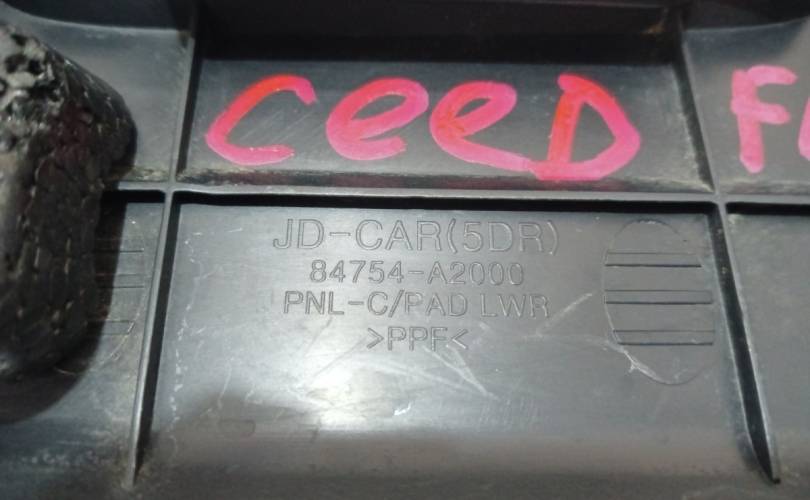 ceeD
JD-CAR(5DR)
84754-A2000
PNL-C/PAD LWR
>PPF<